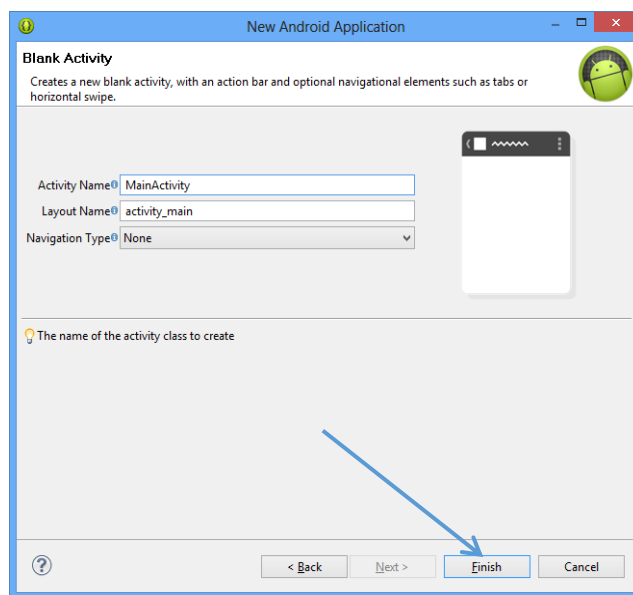 New Android Application
Blank Activity
Creates a new blank activity, with an action bar and optional navigational elements such as tabs or
horizontal swipe.
Activity Name MainActivity
Layout Name activity_main
Navigation Type None
The name of the activity class to create
< Back Next > Finish Cancel